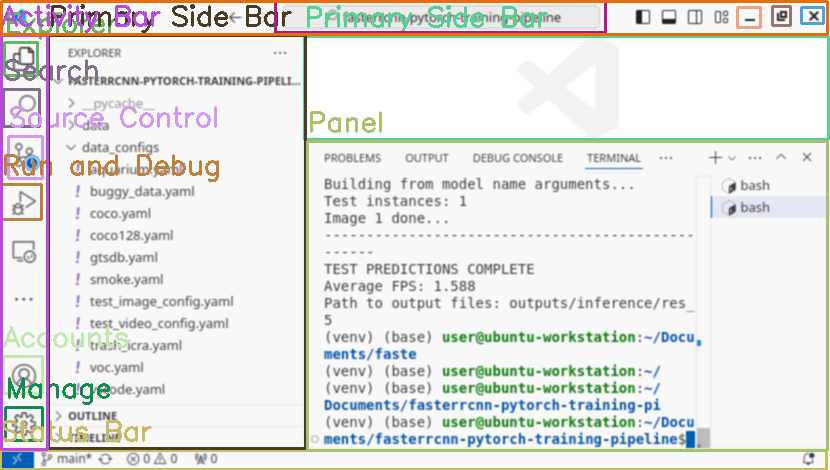 Activity Bar
Primary Side Bar
Primary Side Bar
fasterrcnn-pytorch-training-pipeline
Explorer
Search
Source Control
Run and Debug
Accounts
Manage
Status Bar
Panel
EXPLORER
FASTERRCNN-PYTORCH-TRAINING-PIPELI...
__pycache__
data
data_configs
aquarium.yaml
buggy_data.yaml
coco.yaml
coco128.yaml
gtsdb.yaml
smoke.yaml
test_image_config.yaml
test_video_config.yaml
trash_icra.yaml
voc.yaml
OUTLINE
TIMELINE
PROBLEMS OUTPUT DEBUG CONSOLE TERMINAL
Building from model name arguments...
Test instances: 1
Image 1 done...
--------------------------------------------
------
TEST PREDICTIONS COMPLETE
Average FPS: 1.588
Path to output files: outputs/inference/res_
5
(venv) (base) user@ubuntu-workstation:~/Docu
ments/faste
(venv) (base) user@ubuntu-workstation:~/
(venv) (base) user@ubuntu-workstation:~/
Documents/fasterrcnn-pytorch-training-pi
(venv) (base) user@ubuntu-workstation:~/Docu
ments/fasterrcnn-pytorch-training-pipeline$
bash
bash
main* 0 0 0